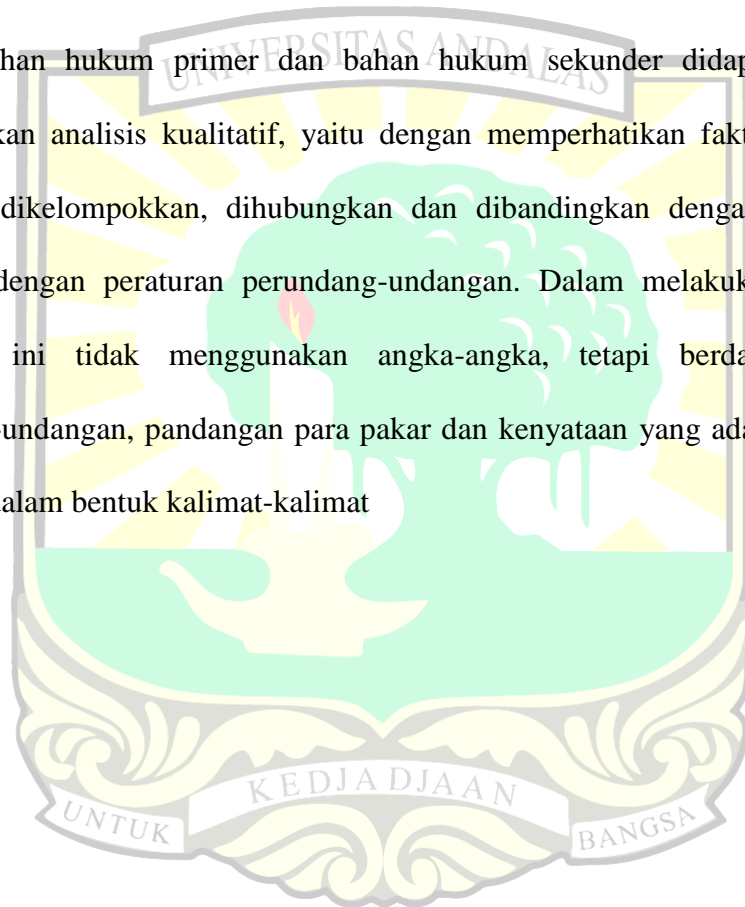 UNIVERSITAS ANDALAS
han hukum primer dan bahan hukum sekunder didap
kan analisis kualitatif, yaitu dengan memperhatikan fakt
dikelompokkan, dihubungkan dan dibandingkan denga
dengan peraturan perundang-undangan. Dalam melakuk
ini tidak menggunakan angka-angka, tetapi berda
-undangan, pandangan para pakar dan kenyataan yang ada
dalam bentuk kalimat-kalimat
UNTUK KEDJADJAAN BANGSA